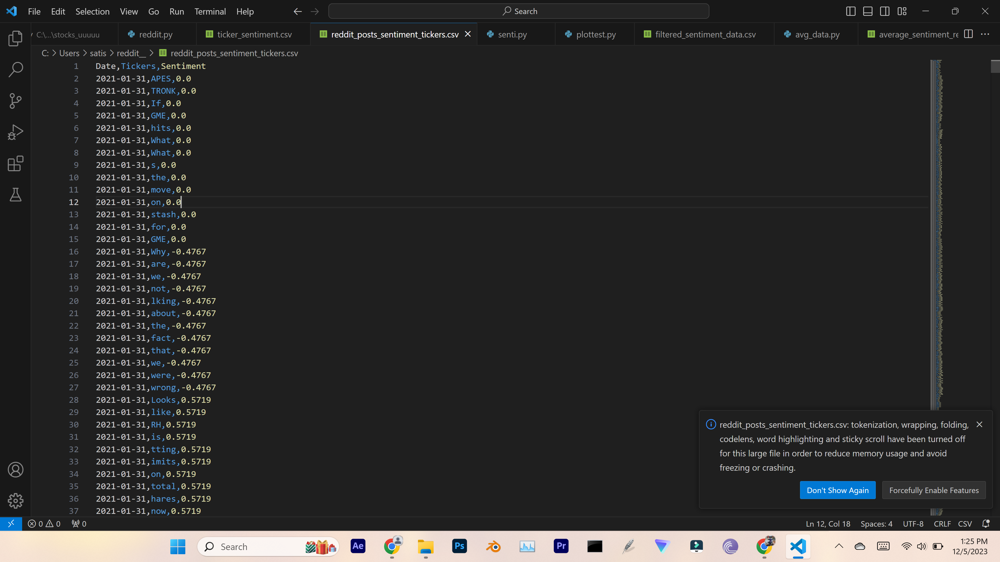 File Edit Selection View Go Run Terminal Help Search
C:\...\stocks_uuuuu reddit.py ticker_sentiment.csv reddit_posts_sentiment_tickers.csv senti.py plottest.py filtered_sentiment_data.csv avg_data.py average_sentiment_re
C: > Users > satis > reddit__ > reddit_posts_sentiment_tickers.csv
1 Date,Tickers,Sentiment
2 2021-01-31,APES,0.0
3 2021-01-31,TRONK,0.0
4 2021-01-31,If,0.0
5 2021-01-31,GME,0.0
6 2021-01-31,hits,0.0
7 2021-01-31,What,0.0
8 2021-01-31,What,0.0
9 2021-01-31,s,0.0
10 2021-01-31,the,0.0
11 2021-01-31,move,0.0
12 2021-01-31,on,0.0
13 2021-01-31,stash,0.0
14 2021-01-31,for,0.0
15 2021-01-31,GME,0.0
16 2021-01-31,Why,-0.4767
17 2021-01-31,are,-0.4767
18 2021-01-31,we,-0.4767
19 2021-01-31,not,-0.4767
20 2021-01-31,lking,-0.4767
21 2021-01-31,about,-0.4767
22 2021-01-31,the,-0.4767
23 2021-01-31,fact,-0.4767
24 2021-01-31,that,-0.4767
25 2021-01-31,we,-0.4767
26 2021-01-31,were,-0.4767
27 2021-01-31,wrong,-0.4767
28 2021-01-31,Looks,0.5719
29 2021-01-31,like,0.5719
30 2021-01-31,RH,0.5719
31 2021-01-31,is,0.5719
32 2021-01-31,tting,0.5719
33 2021-01-31,imits,0.5719
34 2021-01-31,on,0.5719
35 2021-01-31,total,0.5719
36 2021-01-31,hares,0.5719
37 2021-01-31,now,0.5719
reddit_posts_sentiment_tickers.csv: tokenization, wrapping, folding,
codelens, word highlighting and sticky scroll have been turned off
for this large file in order to reduce memory usage and avoid
freezing or crashing.
Don't Show Again Forcefully Enable Features
0 0 0 Ln 12, Col 18 Spaces: 4 UTF-8 CRLF CSV
Search Ae Ps Pr 1:25 PM
12/5/2023